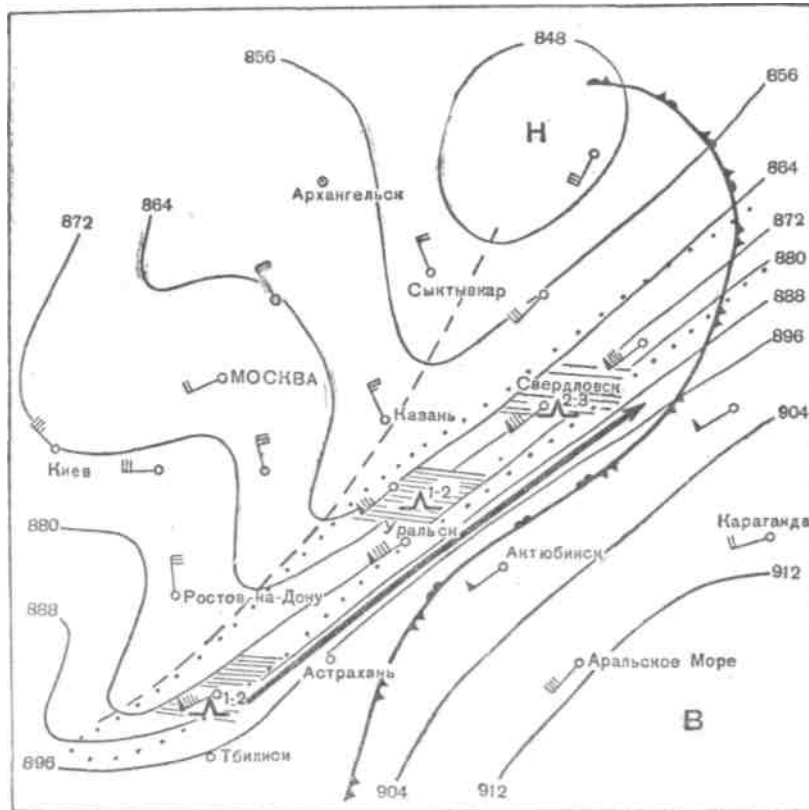 848
856
856
Н
864
Архангельск
864
872
872
880
Сыктывкар
888
896
МОСКВА
Свердловск
2-3
904
Казань
Киев
1-2
Уральск
Караганда
880
Актюбинск
912
Ростов-на-Дону
888
Астрахань
Аральское Море
1-2
В
Тбилиси
896
904
912